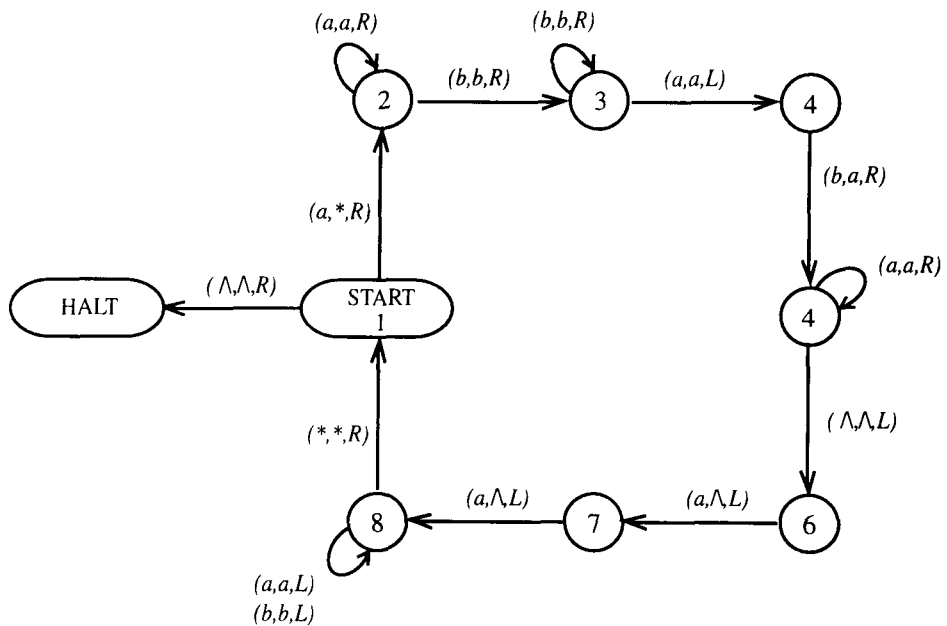 (a,a,R)
(b,b,R)
2
(b,b,R)
3
(a,a,L)
4
(b,a,R)
(a,*,R)
(a,a,R)
HALT
(Λ,Λ,R)
START
1
4
(*,*,R)
(Λ,Λ,L)
8
(a,Λ,L)
7
(a,Λ,L)
6
(a,a,L)
(b,b,L)